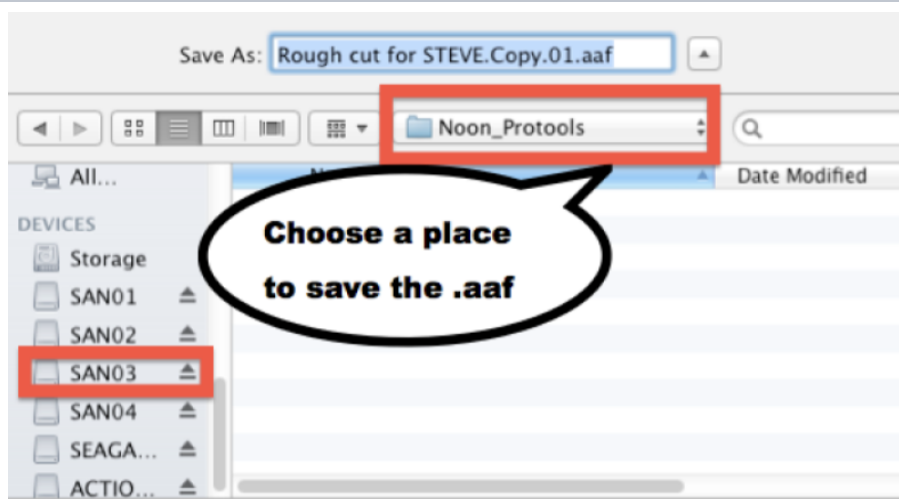 Save As: Rough cut for STEVE.Copy.01.aaf
Noon_Protools
All...
Date Modified
DEVICES
Choose a place
to save the .aaf
Storage
SAN01
SAN02
SAN03
SAN04
SEAGA...
ACTIO...